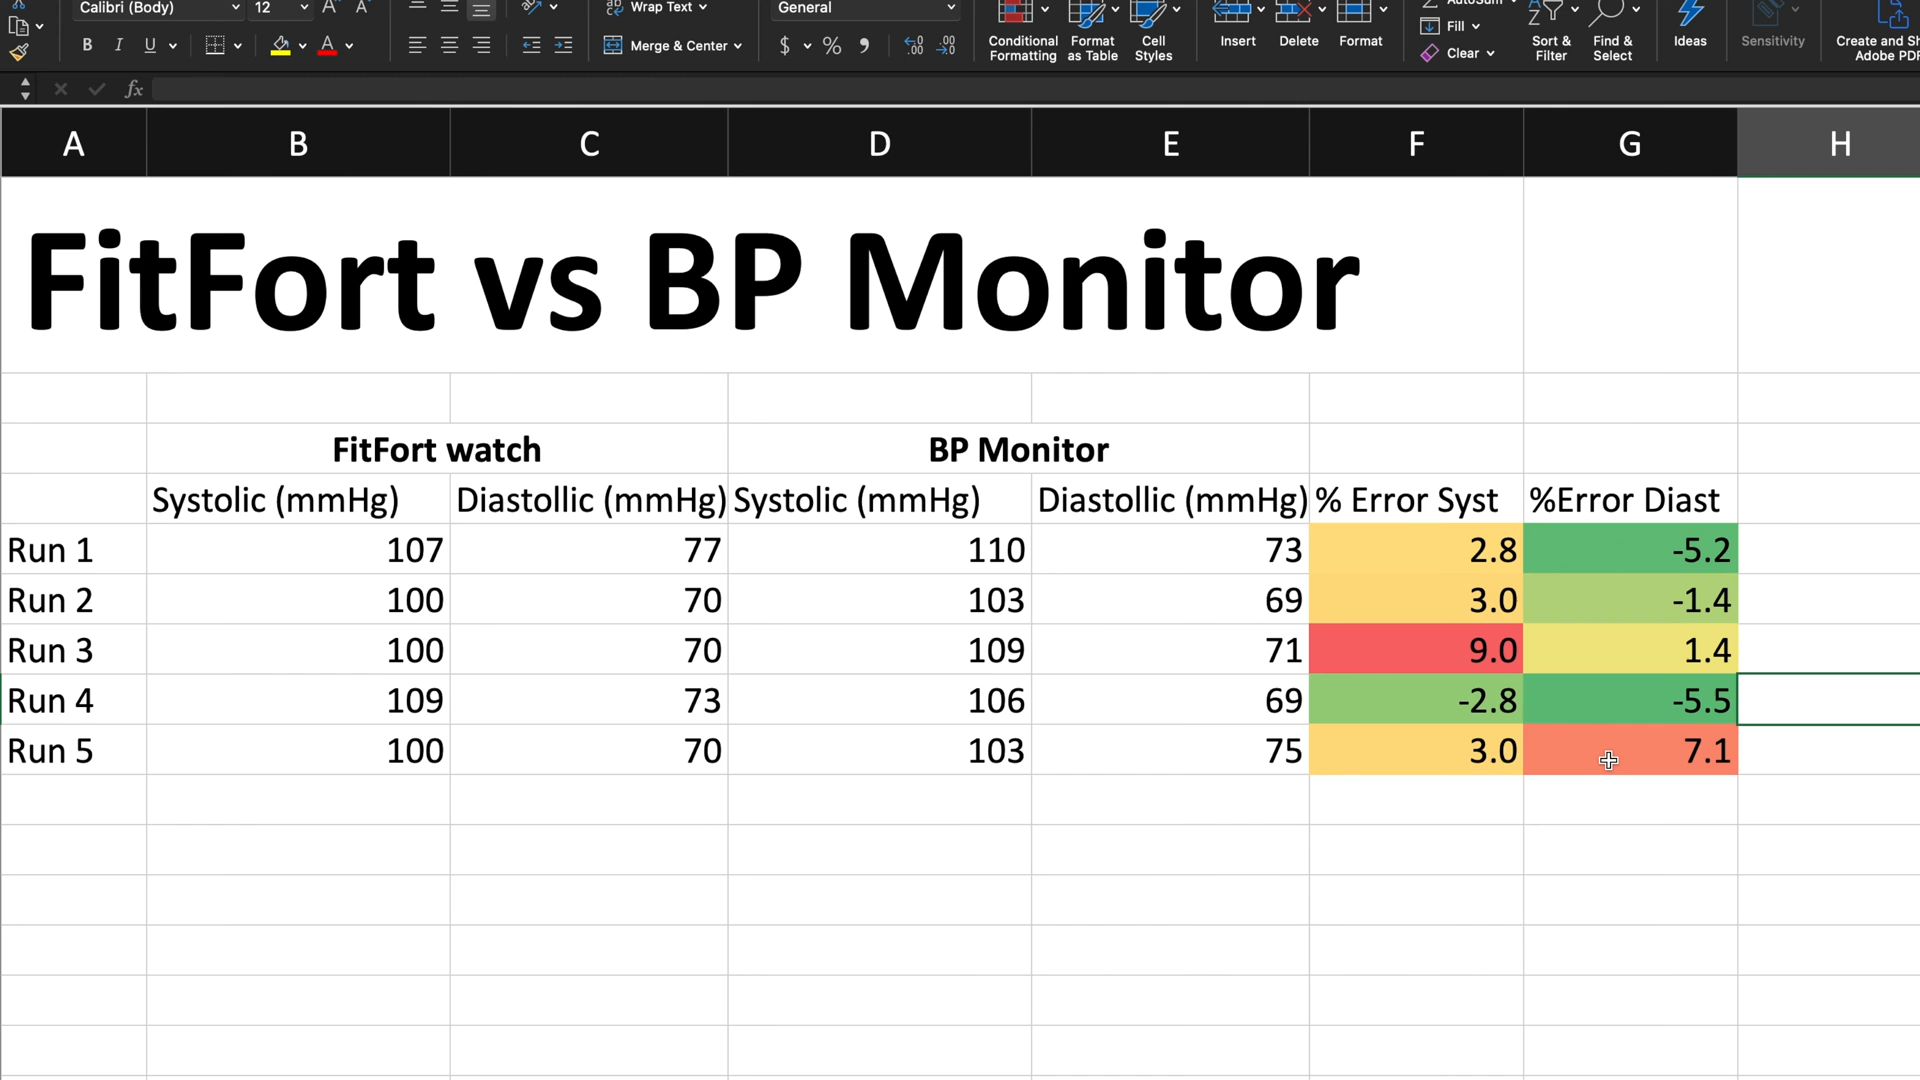 Calibri (Body) 12 A A Wrap Text General AutoSum
B I U Merge & Center $ % Conditional Formatting Format as Table Cell Styles Insert Delete Format Fill Clear Sort & Filter Find & Select Ideas Sensitivity
fx
A B C D E F G H
FitFort vs BP Monitor
FitFort watch BP Monitor
Systolic (mmHg) Diastollic (mmHg) Systolic (mmHg) Diastollic (mmHg) % Error Syst %Error Diast
Run 1 107 77 110 73 2.8 -5.2
Run 2 100 70 103 69 3.0 -1.4
Run 3 100 70 109 71 9.0 1.4
Run 4 109 73 106 69 -2.8 -5.5
Run 5 100 70 103 75 3.0 7.1